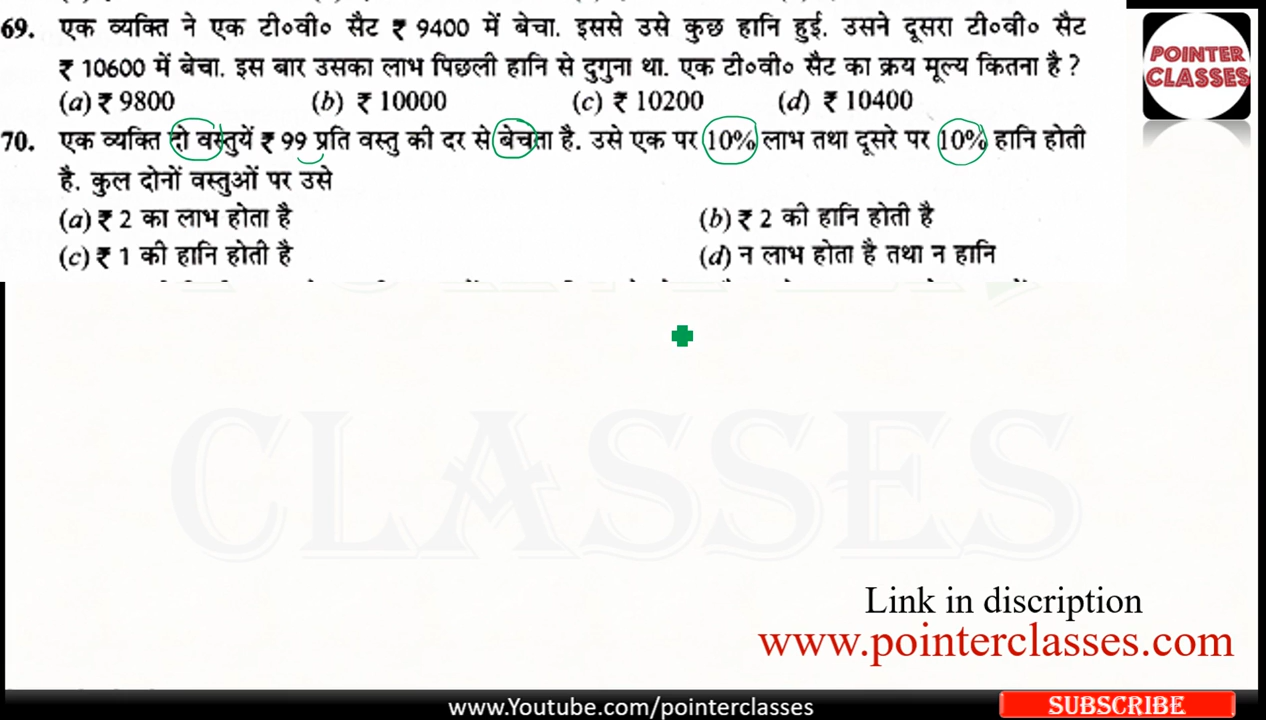 69. एक व्यक्ति ने एक टी०वी० सैट ₹ 9400 में बेचा. इससे उसे कुछ हानि हुई. उसने दूसरा टी०वी० सैट
₹ 10600 में बेचा. इस बार उसका लाभ पिछली हानि से दुगुना था. एक टी०वी० सैट का क्रय मूल्य कितना है ?
(a) ₹ 9800 (b) ₹ 10000 (c) ₹ 10200 (d) ₹ 10400
70. एक व्यक्ति दो वस्तुयें ₹ 99 प्रति वस्तु की दर से बेचता है. उसे एक पर 10% लाभ तथा दूसरे पर 10% हानि होती
है. कुल दोनों वस्तुओं पर उसे
(a) ₹ 2 का लाभ होता है (b) ₹ 2 की हानि होती है
(c) ₹ 1 की हानि होती है (d) न लाभ होता है तथा न हानि
POINTER
CLASSES
CLASSES
Link in discription
www.pointerclasses.com
www.Youtube.com/pointerclasses
SUBSCRIBE